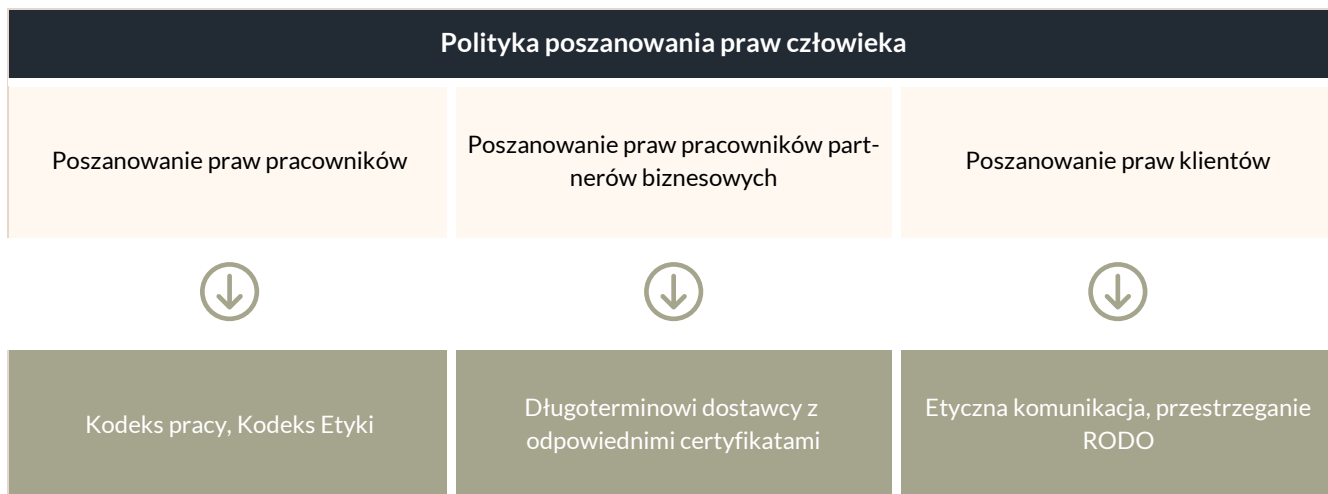 Polityka poszanowania praw człowieka
Poszanowanie praw pracowników
Poszanowanie praw pracowników part-
nerów biznesowych
Poszanowanie praw klientów
Kodeks pracy, Kodeks Etyki
Długoterminowi dostawcy z
odpowiednimi certyfikatami
Etyczna komunikacja, przestrzeganie
RODO